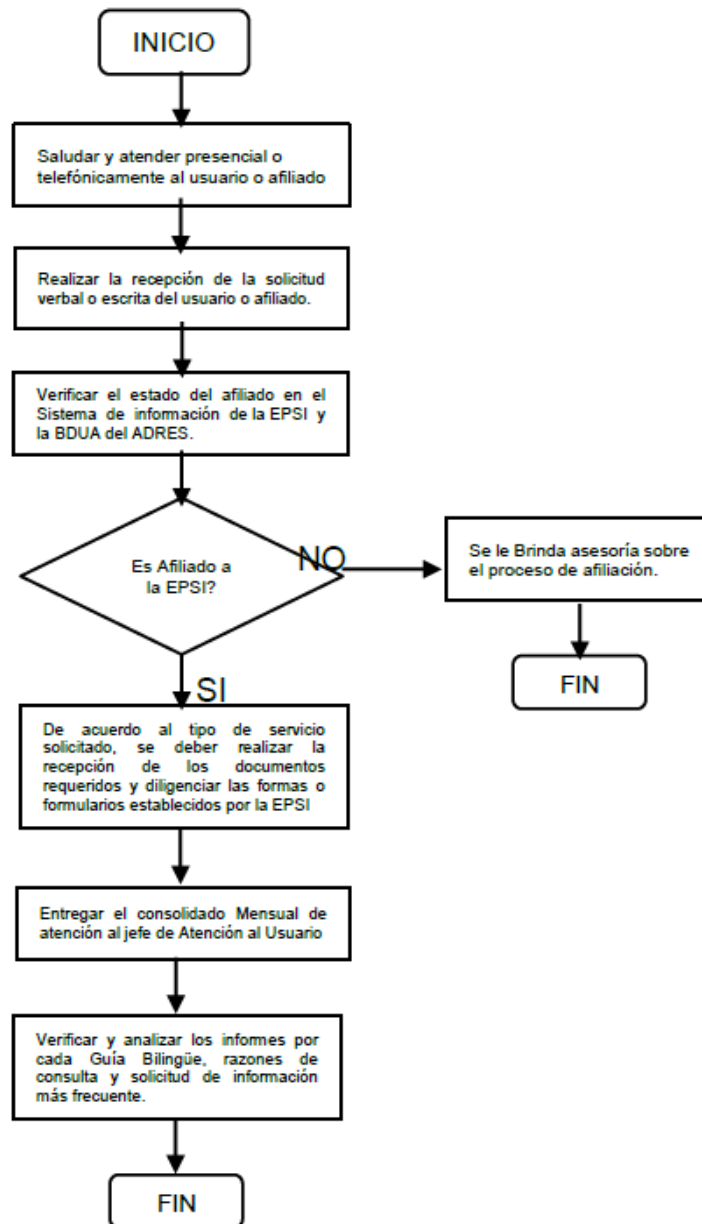 INICIO
Saludar y atender presencial o
telefónicamente al usuario o afiliado
Realizar la recepción de la solicitud
verbal o escrita del usuario o afiliado.
Verificar el estado del afiliado en el
Sistema de información de la EPSI y
la BDUA del ADRES.
Es Afiliado a
la EPSI?
NO
Se le Brinda asesoría sobre
el proceso de afiliación.
FIN
SI
De acuerdo al tipo de servicio
solicitado, se deber realizar la
recepción de los documentos
requeridos y diligenciar las formas o
formularios establecidos por la EPSI
Entregar el consolidado Mensual de
atención al jefe de Atención al Usuario
Verificar y analizar los informes por
cada Guía Bilingüe, razones de
consulta y solicitud de información
más frecuente.
FIN